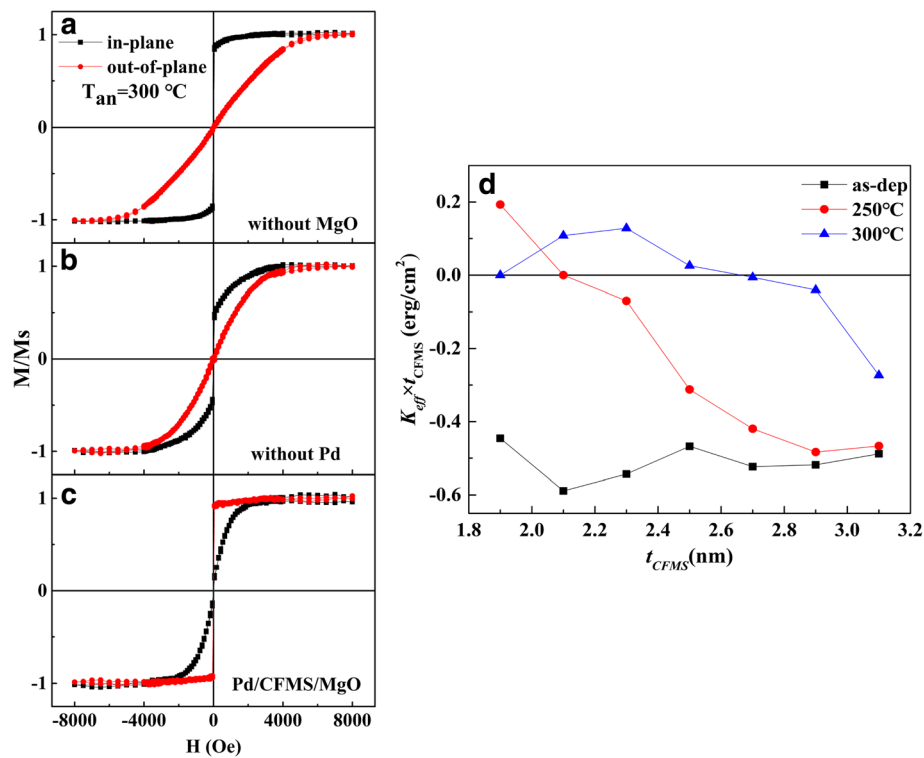 a
in-plane
out-of-plane
Tan=300 °C
without MgO
1
0
-1
b
without Pd
1
0
-1
c
Pd/CFMS/MgO
1
0
-1
M/Ms
-8000 -4000 0 4000 8000
H (Oe)
d
as-dep
250°C
300°C
0.2
0.0
-0.2
-0.4
-0.6
Keff×tCFMS (erg/cm²)
1.8 2.0 2.2 2.4 2.6 2.8 3.0 3.2
tCFMS(nm)